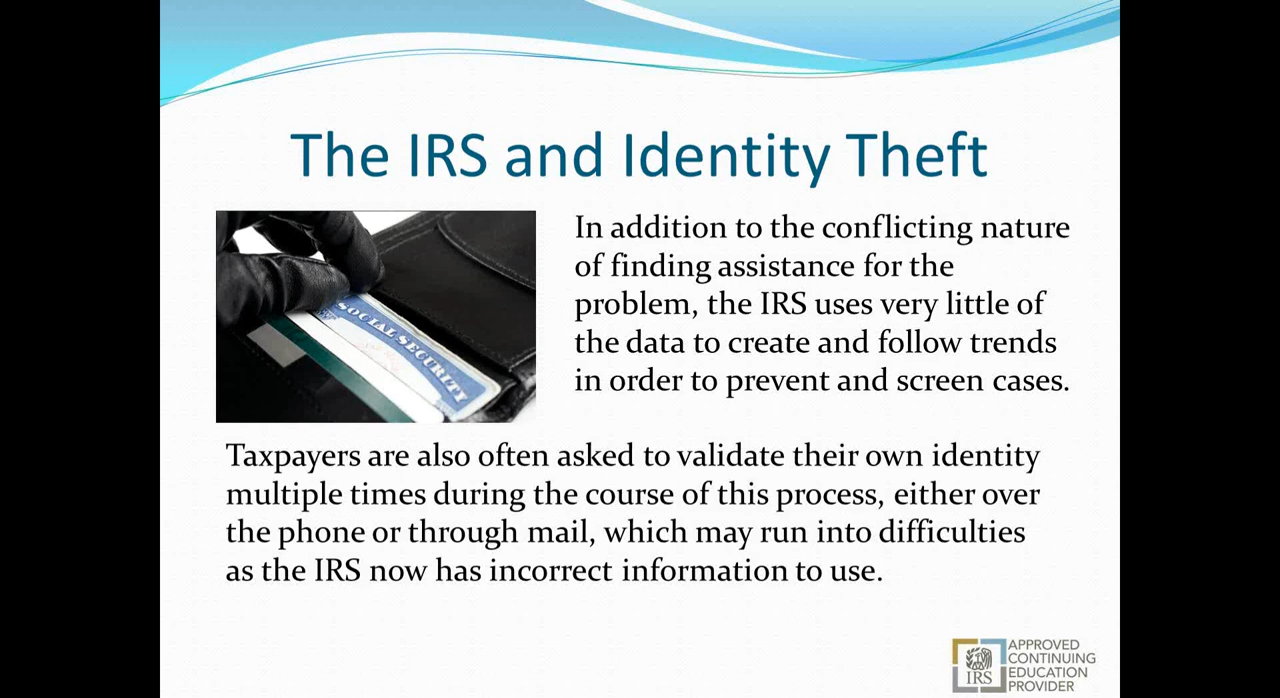 The IRS and Identity Theft
In addition to the conflicting nature
of finding assistance for the
problem, the IRS uses very little of
the data to create and follow trends
in order to prevent and screen cases.
SOCIAL SECURITY
Taxpayers are also often asked to validate their own identity
multiple times during the course of this process, either over
the phone or through mail, which may run into difficulties
as the IRS now has incorrect information to use.
IRS
APPROVED
CONTINUING
EDUCATION
PROVIDER